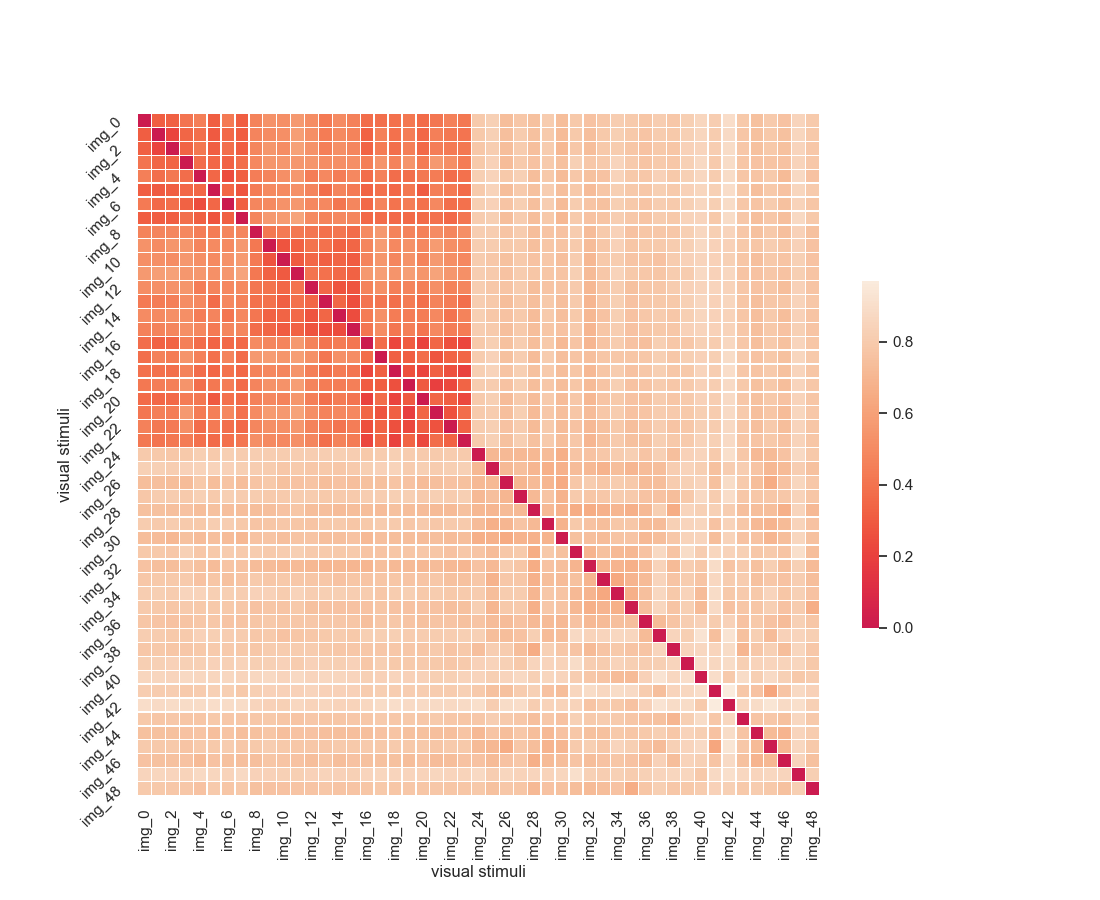 img_0
img_2
img_4
img_6
img_8
img_10
img_12
img_14
img_16
img_18
img_20
img_22
img_24
img_26
img_28
img_30
img_32
img_34
img_36
img_38
img_40
img_42
img_44
img_46
img_48
visual stimuli
img_0 img_2 img_4 img_6 img_8 img_10 img_12 img_14 img_16 img_18 img_20 img_22 img_24 img_26 img_28 img_30 img_32 img_34 img_36 img_38 img_40 img_42 img_44 img_46 img_48
visual stimuli
0.8
0.6
0.4
0.2
0.0